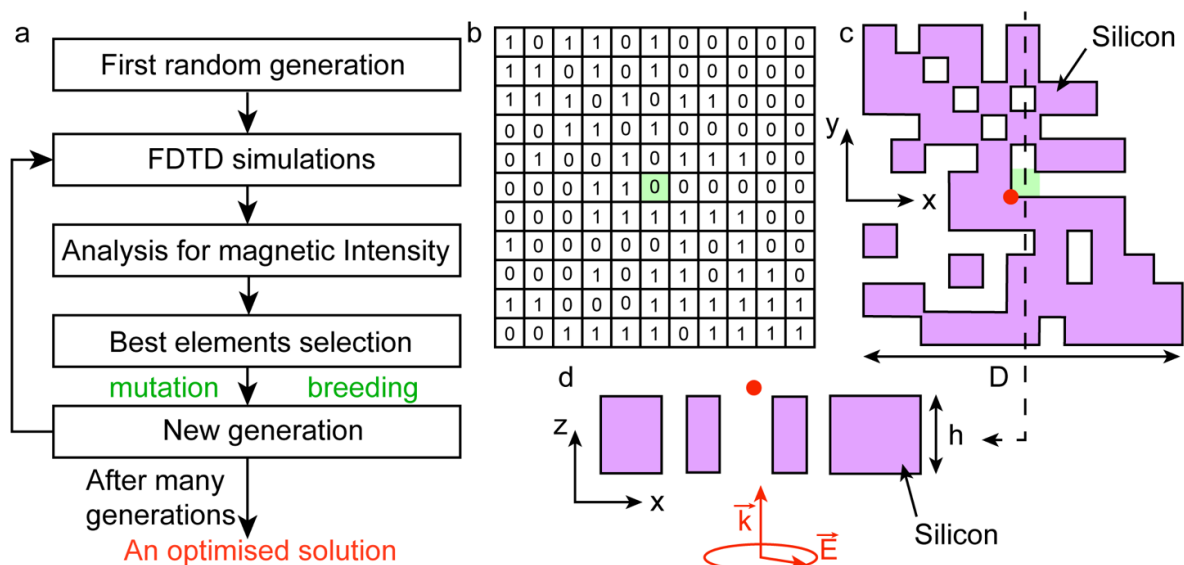 a
First random generation
FDTD simulations
Analysis for magnetic Intensity
Best elements selection
mutation breeding
New generation
After many
generations
An optimised solution
b
1 0 1 1 0 1 0 0 0 0 0
1 1 0 1 0 1 0 0 0 0 0
1 1 1 0 1 0 1 1 0 0 0
0 0 1 1 0 1 0 0 0 0 0
0 1 0 0 1 0 1 1 1 0 0
0 0 0 1 1 0 0 0 0 0 0
0 0 0 1 1 1 1 1 1 0 0
1 0 0 0 0 0 1 0 1 0 0
0 0 0 1 0 1 1 0 1 1 0
1 1 0 0 0 1 1 1 1 1 1
0 0 1 1 1 1 0 1 1 1 1
c
Silicon
y
x
D
d
z
x
h
k
E
Silicon